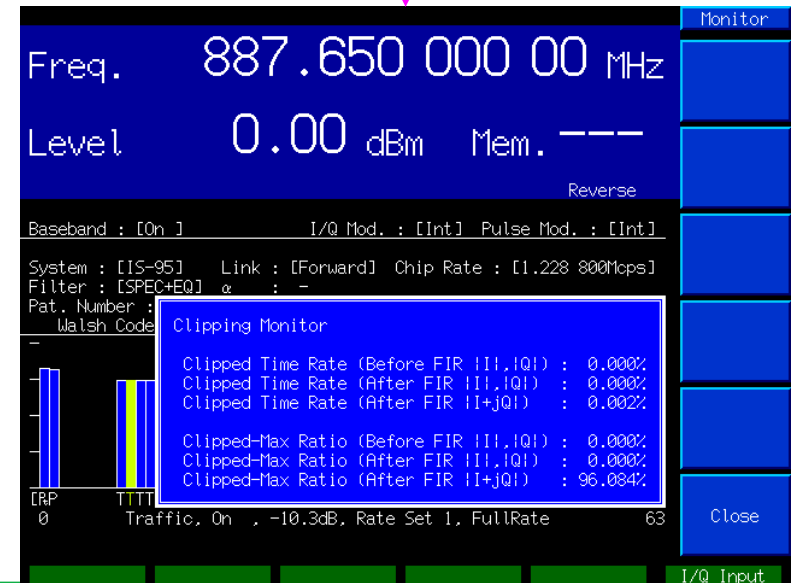 Monitor
Freq. 887.650 000 00 MHz
Level 0.00 dBm Mem. ---
Reverse
Baseband : [On ] I/Q Mod. : [Int] Pulse Mod. : [Int]
System : [IS-95] Link : [Forward] Chip Rate : [1.228 800Mcps]
Filter : [SPEC+EQ] α : -
Pat. Number :
Walsh Code
Clipping Monitor
Clipped Time Rate (Before FIR |I|,|Q|) : 0.000%
Clipped Time Rate (After FIR |I|,|Q|) : 0.000%
Clipped Time Rate (After FIR |I+jQ|) : 0.002%
Clipped-Max Ratio (Before FIR |I|,|Q|) : 0.000%
Clipped-Max Ratio (After FIR |I|,|Q|) : 0.000%
Clipped-Max Ratio (After FIR |I+jQ|) : 96.084%
TTTT
0 Traffic, On , -10.3dB, Rate Set 1, FullRate 63
Close
I/Q Input